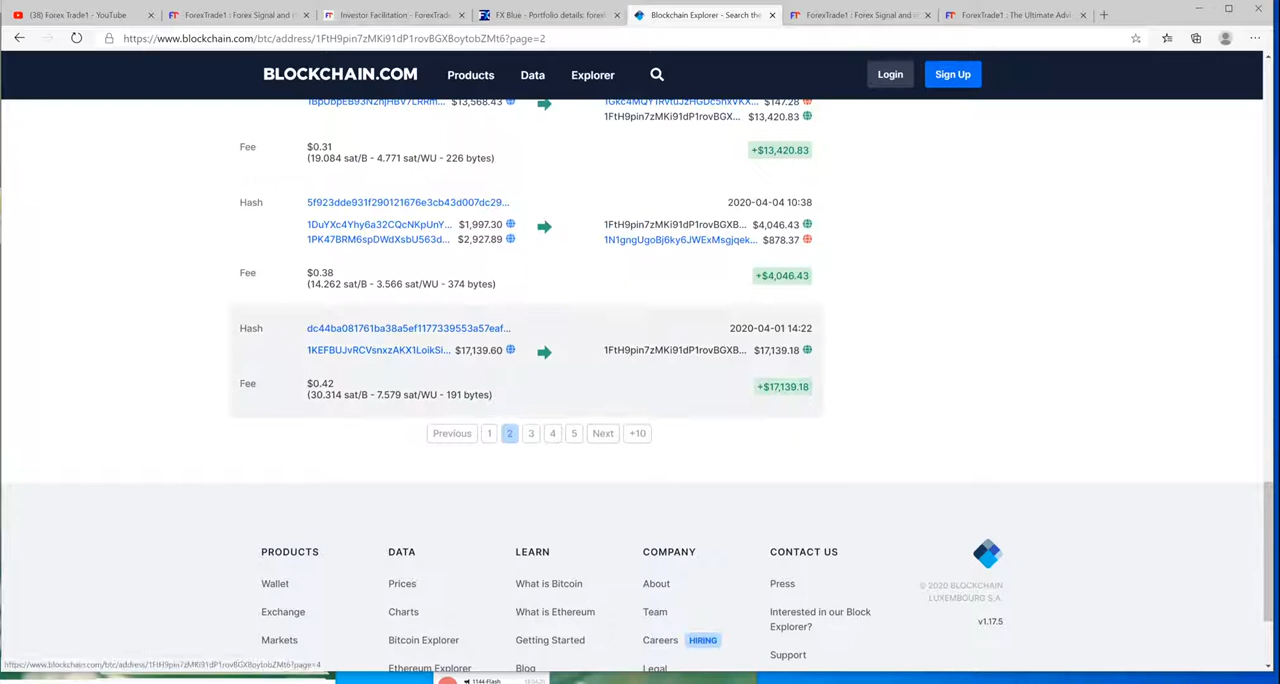 (38) Forex Trade1 - YouTube
ForexTrade1 : Forex Signal and
Investor Facilitation - ForexTrad
FX Blue - Portfolio details: forex
Blockchain Explorer - Search the
ForexTrade1 : Forex Signal and
ForexTrade1 : The Ultimate Advi
https://www.blockchain.com/btc/address/1FtH9pin7zMKi91dP1rovBGXBoytobZMt6?page=2
BLOCKCHAIN.COM Products Data Explorer Login Sign Up
$13,568.43 $147.28
1FtH9pin7zMKi91dP1rovBGX... $13,420.83
Fee $0.31
(19.084 sat/B - 4.771 sat/WU - 226 bytes)
+$13,420.83
Hash 5f923dde931f290121676e3cb43d007dc29... 2020-04-04 10:38
1DuYXc4Yhy6a32CQcNKpUnY... $1,997.30 1FtH9pin7zMKi91dP1rovBGXB... $4,046.43
1PK47BRM6spDWdXsbU563d... $2,927.89 1N1gngUgoBj6ky6JWExMsgjqek... $878.37
Fee $0.38
(14.262 sat/B - 3.566 sat/WU - 374 bytes)
+$4,046.43
Hash dc44ba081761ba38a5ef1177339553a57eaf... 2020-04-01 14:22
1KEFBUJvRCVsnxzAKX1LoikSi... $17,139.60 1FtH9pin7zMKi91dP1rovBGXB... $17,139.18
Fee $0.42
(30.314 sat/B - 7.579 sat/WU - 191 bytes)
+$17,139.18
Previous 1 2 3 4 5 Next +10
PRODUCTS DATA LEARN COMPANY CONTACT US
Wallet Prices What is Bitcoin About Press
Exchange Charts What is Ethereum Team Interested in our Block Explorer?
Markets Bitcoin Explorer Getting Started Careers HIRING Support
Ethereum Explorer Blog Legal
© 2020 BLOCKCHAIN
LUXEMBOURG S.A.
v1.17.5
https://www.blockchain.com/btc/address/1FtH9pin7zMKi91dP1rovBGXBoytobZMt6?page=4
1144-Flash